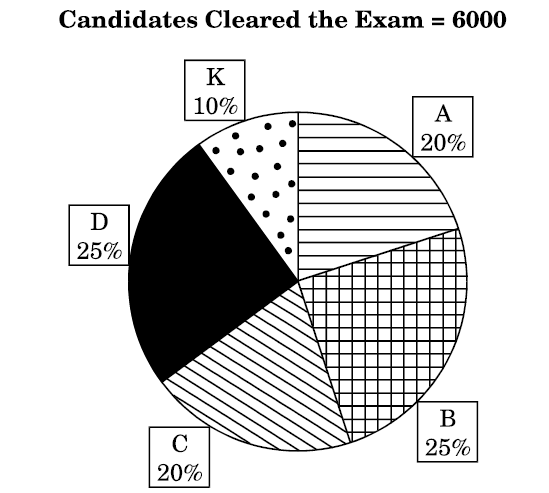 Candidates Cleared the Exam = 6000
K
10%
A
20%
D
25%
B
25%
C
20%